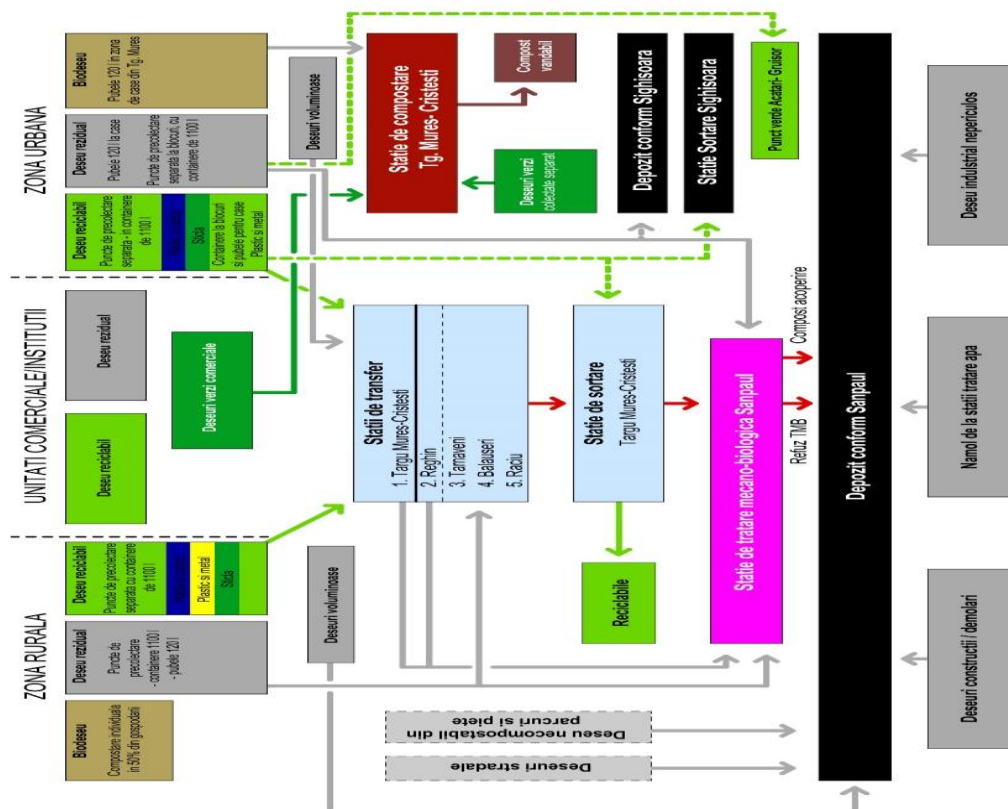 ZONA RURALA
UNITATI COMERCIALE/INSTITUTII
ZONA URBANA
Biodeseu
Compostare individuala
in 50% din gospodarii
Deseu rezidual
Puncte de
precolectare
- containere 1100 l
- pubele 120 l
Deseu reciclabil
Puncte de precolectare
separata cu containere
de 1100 l
Plastic si metal
Sticla
Deseu reciclabil
Deseu rezidual
Deseuri verzi comerciale
Deseu reciclabil
Puncte de precolectare
separata - in containere
de 1100 l
Sticla
Containere la blocuri
si pubele pentru case
Plastic si metal
Deseu rezidual
Pubele 120 l la case
Puncte de precolectare
separata la blocuri, cu
containere de 1100 l
Biodeseu
Pubele 120 l in zona
de case din Tg. Mures
Deseuri voluminoase
Deseuri voluminoase
Statii de transfer
1. Targu Mures-Cristesti
2. Reghin
3. Tarnaveni
4. Balauseri
5. Raciu
Statie de compostare
Tg. Mures- Cristesti
Compost
vandabil
Deseuri verzi
colectate separat
Deseu necompostabil din
parcuri si piete
Deseuri stradale
Reciclabile
Statie de sortare
Targu Mures-Cristesti
Depozit conform Sighisoara
Statie Sortare Sighisoara
Punct verde Acatari- Gruisor
Statie de tratare mecano-biologica Sanpaul
Refuz TMB
Compost acoperire
Depozit conform Sanpaul
Deseuri constructii / demolari
Namol de la statii tratare apa
Deseu indulstrial nepericulos